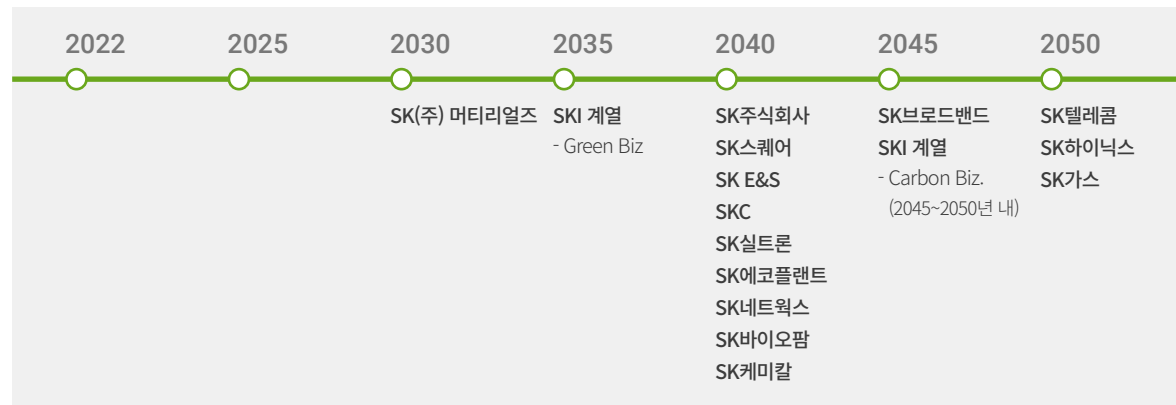 2022
2025
2030
2035
2040
2045
2050
SK(주) 머티리얼즈
SKI 계열
- Green Biz
SK주식회사
SK스퀘어
SK E&S
SKC
SK실트론
SK에코플랜트
SK네트웍스
SK바이오팜
SK케미칼
SK브로드밴드
SKI 계열
- Carbon Biz.
(2045~2050년 내)
SK텔레콤
SK하이닉스
SK가스